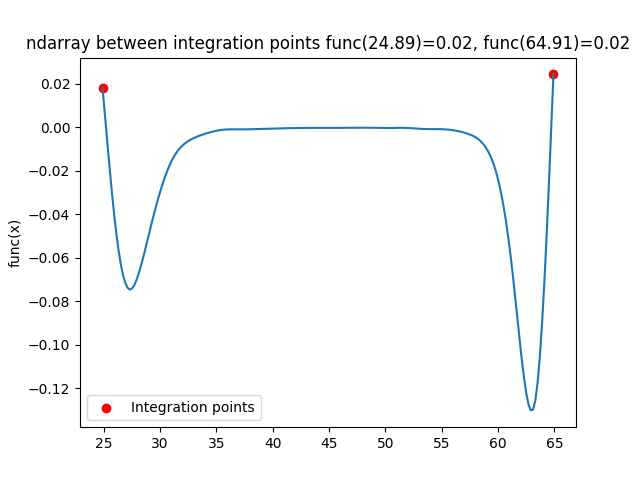 ndarray between integration points func(24.89)=0.02, func(64.91)=0.02
0.02
0.00
−0.02
−0.04
−0.06
−0.08
−0.10
−0.12
func(x)
Integration points
25 30 35 40 45 50 55 60 65